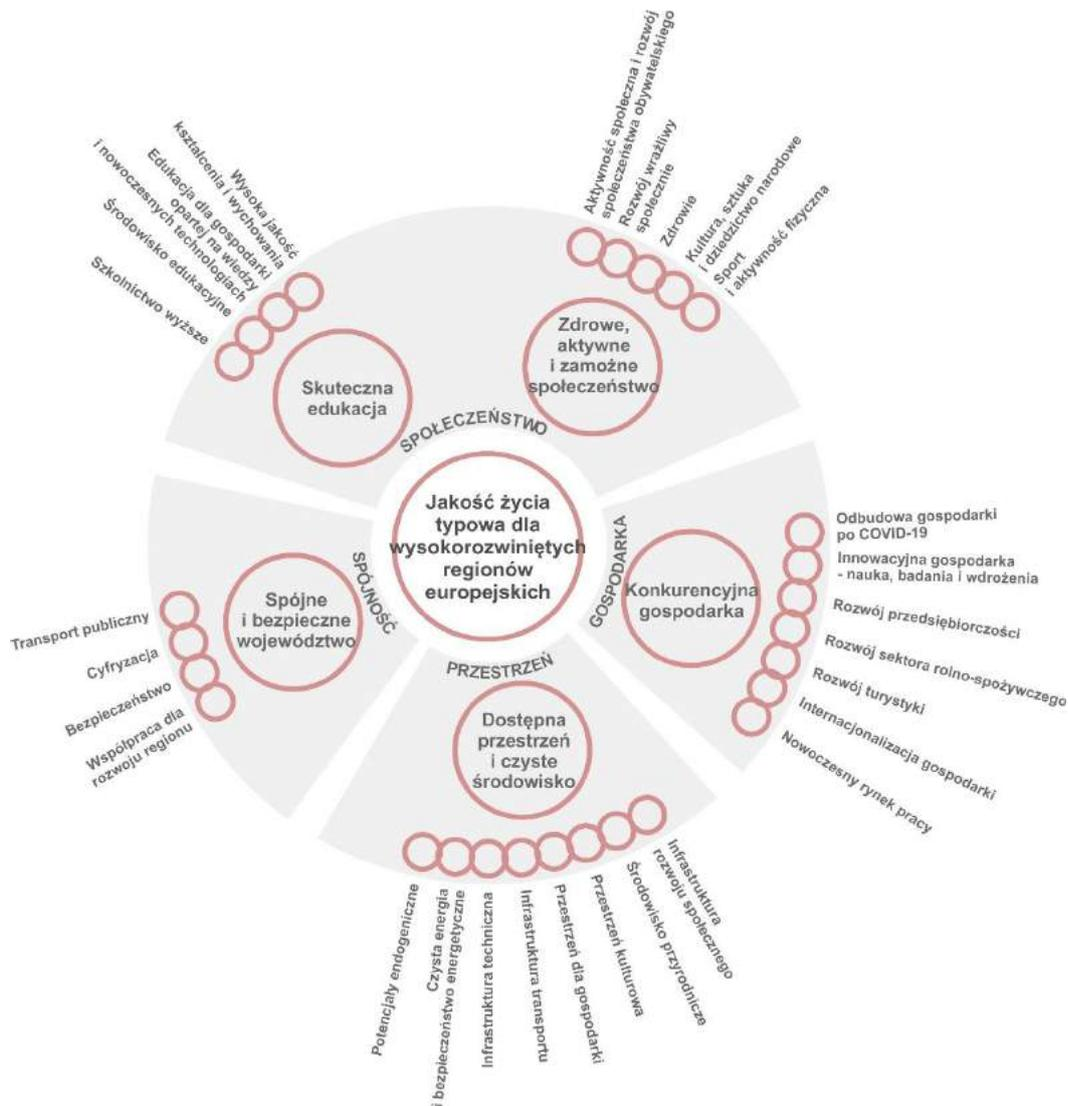 Jakość życia
typowa dla
wysokorozwiniętych
regionów
europejskich
SPOŁECZEŃSTWO
Skuteczna
edukacja
Szkolnictwo wyższe
Środowisko edukacyjne
Edukacja dla gospodarki
opartej na wiedzy
i nowoczesnych technologiach
Wysoka jakość
kształcenia i wychowania
Zdrowe,
aktywne
i zamożne
społeczeństwo
Aktywność społeczna i rozwój
społeczeństwa obywatelskiego
Rozwój wrażliwy
społecznie
Zdrowie
Kultura, sztuka
i dziedzictwo narodowe
Sport
i aktywność fizyczna
GOSPODARKA
Konkurencyjna
gospodarka
Odbudowa gospodarki
po COVID-19
Innowacyjna gospodarka
- nauka, badania i wdrożenia
Rozwój przedsiębiorczości
Rozwój sektora rolno-spożywczego
Rozwój turystyki
Internacjonalizacja gospodarki
Nowoczesny rynek pracy
PRZESTRZEŃ
Dostępna
przestrzeń
i czyste
środowisko
Infrastruktura
rozwoju społecznego
Środowisko przyrodnicze
Przestrzeń kulturowa
Przestrzeń dla gospodarki
Infrastruktura transportu
Infrastruktura techniczna
Czysta energia
i bezpieczeństwo energetyczne
Potencjały endogeniczne
SPÓJNOŚĆ
Spójne
i bezpieczne
województwo
Transport publiczny
Cyfryzacja
Bezpieczeństwo
Współpraca dla
rozwoju regionu